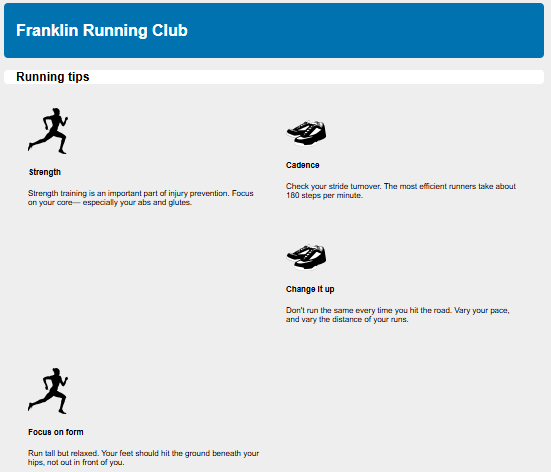 Franklin Running Club
Running tips
Strength
Strength training is an important part of injury prevention. Focus
on your core— especially your abs and glutes.
Cadence
Check your stride turnover. The most efficient runners take about
180 steps per minute.
Change it up
Don't run the same every time you hit the road. Vary your pace,
and vary the distance of your runs.
Focus on form
Run tall but relaxed. Your feet should hit the ground beneath your
hips, not out in front of you.